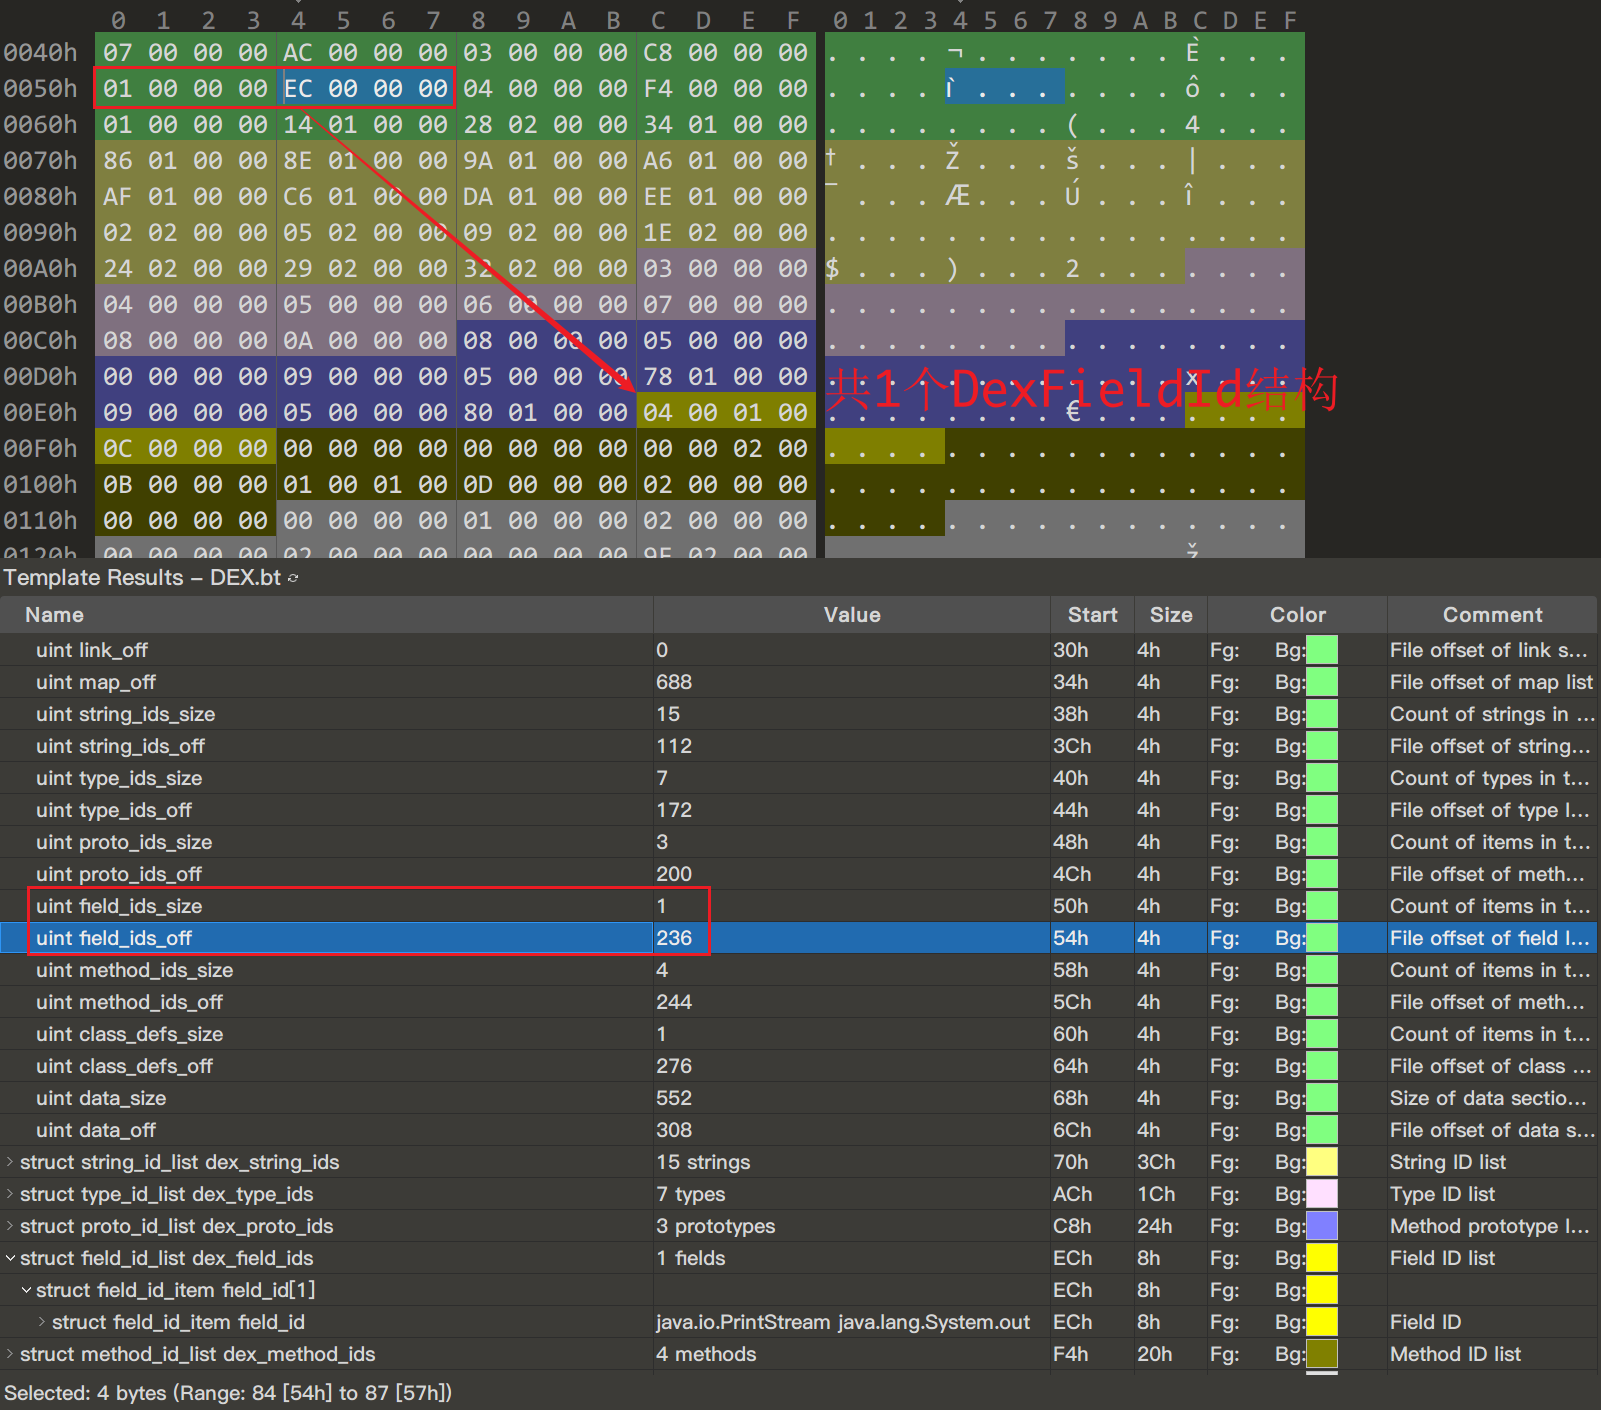 0 1 2 3 4 5 6 7 8 9 A B C D E F 0 1 2 3 4 5 6 7 8 9 A B C D E F
0040h 07 00 00 00 AC 00 00 00 03 00 00 00 C8 00 00 00 . . . . ¬ . . . . . . . È . . .
0050h 01 00 00 00 EC 00 00 00 04 00 00 00 F4 00 00 00 . . . . ì . . . . . . . ô . . .
0060h 01 00 00 00 14 01 00 00 28 02 00 00 34 01 00 00 . . . . . . . . ( . . . 4 . . .
0070h 86 01 00 00 8E 01 00 00 9A 01 00 00 A6 01 00 00 † . . . Ž . . . š . . . ¦ . . .
0080h AF 01 00 00 C6 01 00 00 DA 01 00 00 EE 01 00 00 ¯ . . . Æ . . . Ú . . . î . . .
0090h 02 02 00 00 05 02 00 00 09 02 00 00 1E 02 00 00 . . . . . . . . . . . . . . . .
00A0h 24 02 00 00 29 02 00 00 32 02 00 00 03 00 00 00 $ . . . ) . . . 2 . . . . . . .
00B0h 04 00 00 00 05 00 00 00 06 00 00 00 07 00 00 00 . . . . . . . . . . . . . . . .
00C0h 08 00 00 00 0A 00 00 00 08 00 00 00 05 00 00 00 . . . . . . . . . . . . . . . .
00D0h 00 00 00 00 09 00 00 00 05 00 00 00 78 01 00 00 . . . . . . . . . . . . x . . .
共1个DexFieldId结构
00E0h 09 00 00 00 05 00 00 00 80 01 00 00 04 00 01 00 . . . . . . . . € . . . . . . .
00F0h 0C 00 00 00 00 00 00 00 00 00 00 00 00 00 02 00 . . . . . . . . . . . . . . . .
0100h 0B 00 00 00 01 00 01 00 0D 00 00 00 02 00 00 00 . . . . . . . . . . . . . . . .
0110h 00 00 00 00 00 00 00 00 01 00 00 00 02 00 00 00 . . . . . . . . . . . . . . . .
0120h 00 00 00 00 02 00 00 00 00 00 00 00 9E 02 00 00 . . . . . . . . . . . . ž . . .
Template Results – DEX.bt
Name Value Start Size Color Comment
uint link_off 0 30h 4h Fg: Bg: File offset of link s...
uint map_off 688 34h 4h Fg: Bg: File offset of map list
uint string_ids_size 15 38h 4h Fg: Bg: Count of strings in ...
uint string_ids_off 112 3Ch 4h Fg: Bg: File offset of string...
uint type_ids_size 7 40h 4h Fg: Bg: Count of types in t...
uint type_ids_off 172 44h 4h Fg: Bg: File offset of type l...
uint proto_ids_size 3 48h 4h Fg: Bg: Count of items in t...
uint proto_ids_off 200 4Ch 4h Fg: Bg: File offset of meth...
uint field_ids_size 1 50h 4h Fg: Bg: Count of items in t...
uint field_ids_off 236 54h 4h Fg: Bg: File offset of field l...
uint method_ids_size 4 58h 4h Fg: Bg: Count of items in t...
uint method_ids_off 244 5Ch 4h Fg: Bg: File offset of meth...
uint class_defs_size 1 60h 4h Fg: Bg: Count of items in t...
uint class_defs_off 276 64h 4h Fg: Bg: File offset of class ...
uint data_size 552 68h 4h Fg: Bg: Size of data sectio...
uint data_off 308 6Ch 4h Fg: Bg: File offset of data s...
struct string_id_list dex_string_ids 15 strings 70h 3Ch Fg: Bg: String ID list
struct type_id_list dex_type_ids 7 types ACh 1Ch Fg: Bg: Type ID list
struct proto_id_list dex_proto_ids 3 prototypes C8h 24h Fg: Bg: Method prototype I...
struct field_id_list dex_field_ids 1 fields ECh 8h Fg: Bg: Field ID list
struct field_id_item field_id[1] ECh 8h Fg: Bg:
struct field_id_item field_id java.io.PrintStream java.lang.System.out ECh 8h Fg: Bg: Field ID
struct method_id_list dex_method_ids 4 methods F4h 20h Fg: Bg: Method ID list
Selected: 4 bytes (Range: 84 [54h] to 87 [57h])